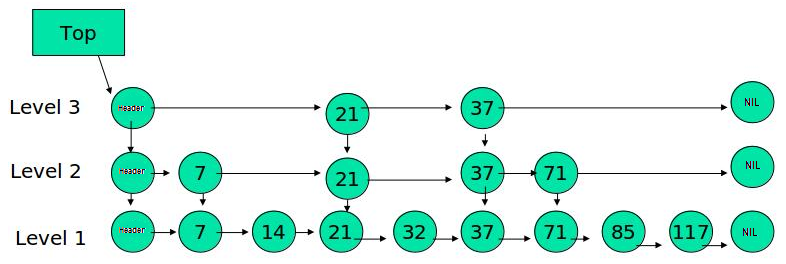 Top
Level 3 Header 21 37 NIL
Level 2 Header 7 21 37 71 NIL
Level 1 Header 7 14 21 32 37 71 85 117 NIL